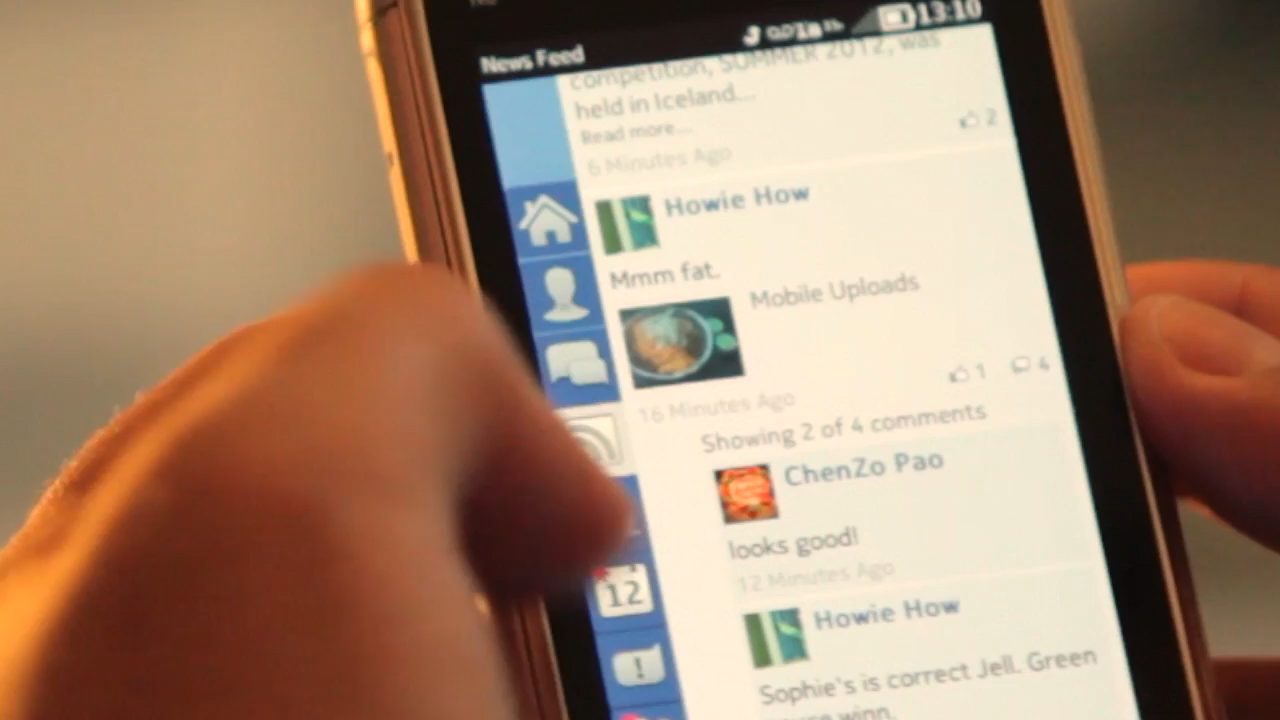 13:10
News Feed
competition, SUMMER 2012, was
held in Iceland...
Read more...
2
6 Minutes Ago
Howie How
Mmm fat.
Mobile Uploads
1 4
16 Minutes Ago
Showing 2 of 4 comments
ChenZo Pao
looks good!
12 Minutes Ago
12
Howie How
!
Sophie's is correct Jell. Green
winn.